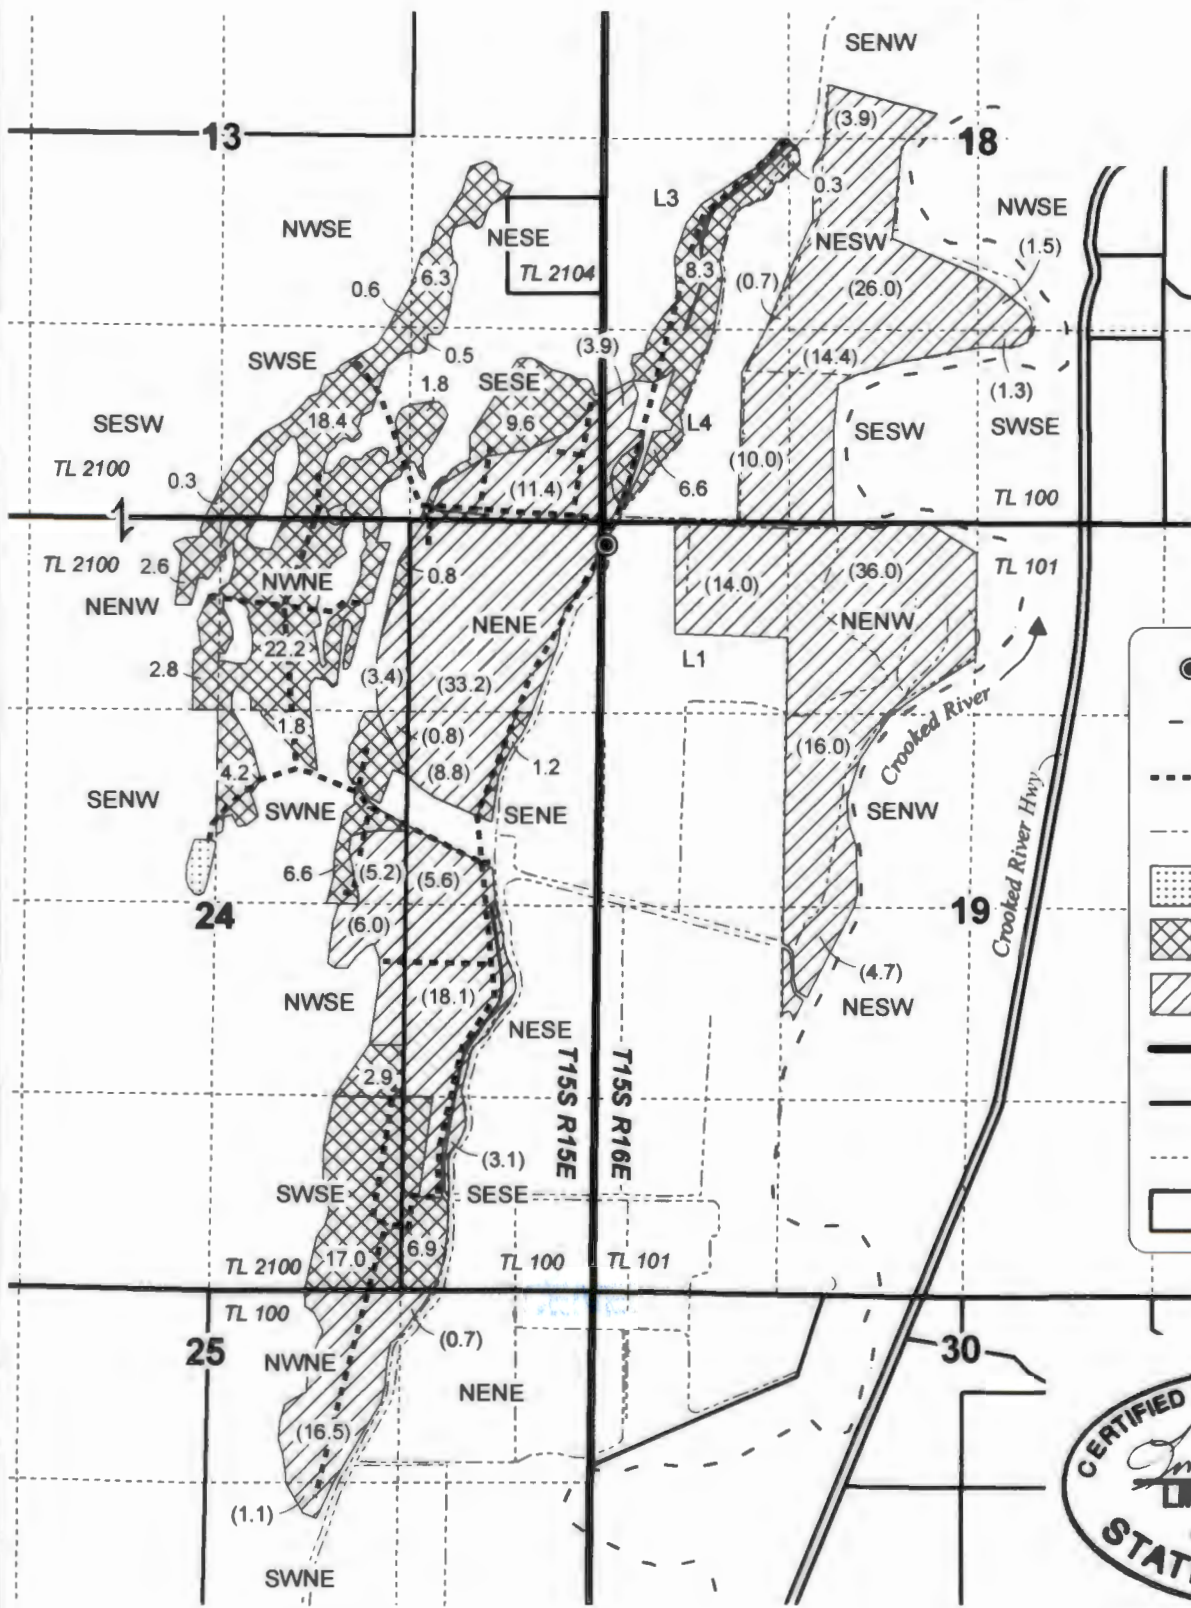 SENW
13
(3.9)
18
L3
0.3
NWSE
NWSE
NESE
NESW
(1.5)
TL 2104
6.3
8.3
(0.7)
(26.0)
0.6
SWSE
0.5
(3.9)
(14.4)
1.8
SESE
(1.3)
18.4
9.6
L4
SESW
SESW
SWSE
TL 2100
0.3
(11.4)
6.6
(10.0)
TL 100
TL 2100
2.6
NWNE
0.8
(14.0)
(36.0)
TL 101
NENW
NENE
NENW
22.2
L1
2.8
(3.4)
(33.2)
Crooked River
1.8
(0.8)
(16.0)
4.2
(8.8)
1.2
SENW
SWNE
SENE
SENW
Crooked River Hwy
6.6
(5.2)
(5.6)
24
(6.0)
19
(4.7)
NWSE
(18.1)
NESE
NESW
T15S R15E
T15S R16E
2.9
(3.1)
SWSE
SESE
17.0
6.9
TL 2100
TL 100
TL 101
TL 100
(0.7)
25
30
NWNE
NENE
(16.5)
(1.1)
SWNE
CERTIFIED